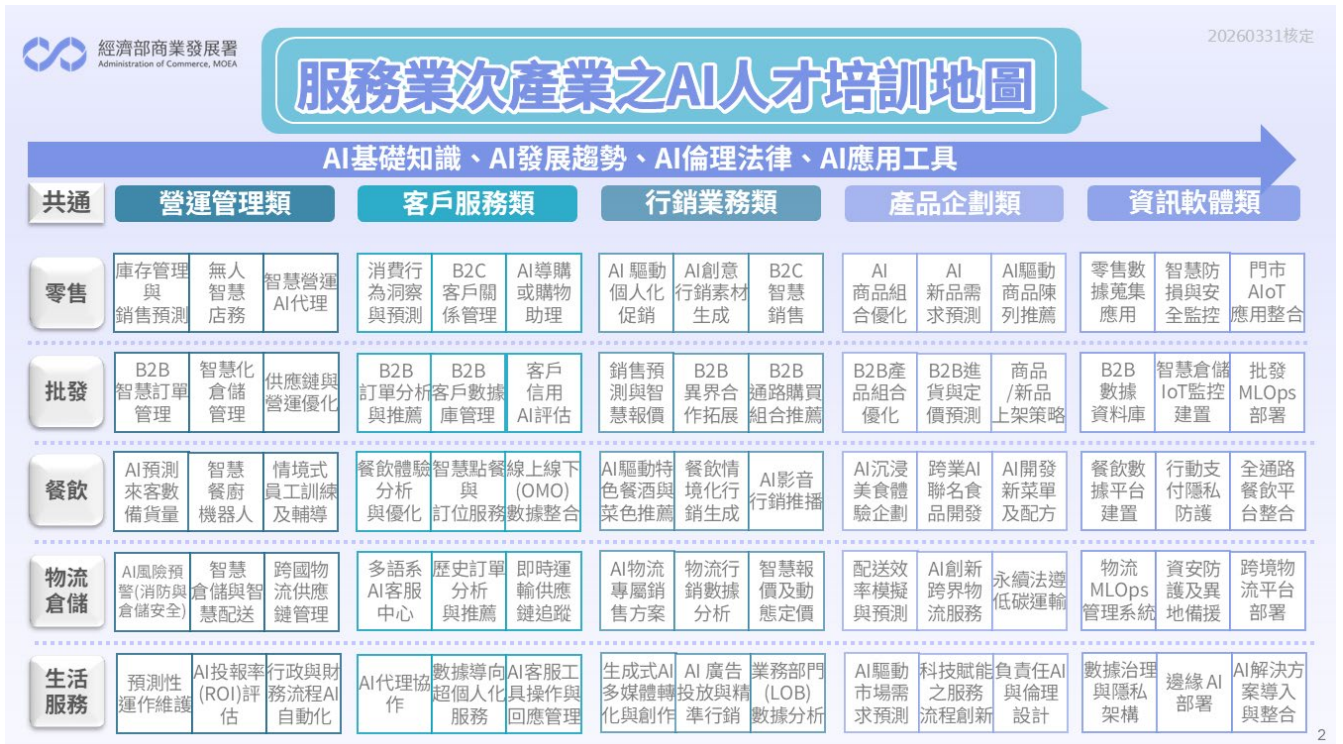 經濟部商業發展署
Administration of Commerce, MOEA
20260331核定
服務業次產業之AI人才培訓地圖
AI基礎知識、AI發展趨勢、AI倫理法律、AI應用工具
共通
營運管理類
客戶服務類
行銷業務類
產品企劃類
資訊軟體類
零售
庫存管理
與
銷售預測
無人
智慧
店務
智慧營運
AI代理
消費行
為洞察
與預測
B2C
客戶關
係管理
AI導購
或購物
助理
AI 驅動
個人化
促銷
AI創意
行銷素材
生成
B2C
智慧
銷售
AI
商品組
合優化
AI
新品需
求預測
AI驅動
商品陳
列推薦
零售數
據蒐集
應用
智慧防
損與安
全監控
門市
AIoT
應用整合
批發
B2B
智慧訂單
管理
智慧化
倉儲
管理
供應鏈與
營運優化
B2B
訂單分析
與推薦
B2B
客戶數據
庫管理
客戶
信用
AI評估
銷售預
測與智
慧報價
B2B
異界合
作拓展
B2B
通路購買
組合推薦
B2B產
品組合
優化
B2B進
貨與定
價預測
商品
/新品
上架策略
B2B
數據
資料庫
智慧倉儲
IoT監控
建置
批發
MLOps
部署
餐飲
AI預測
來客數
備貨量
智慧
餐廚
機器人
情境式
員工訓練
及輔導
餐飲體驗
分析
與優化
智慧點餐
與
訂位服務
線上線下
(OMO)
數據整合
AI驅動特
色餐酒與
菜色推薦
餐飲情
境化行
銷生成
AI影音
行銷推播
AI沉浸
美食體
驗企劃
跨業AI
聯名食
品開發
AI開發
新菜單
及配方
餐飲數
據平台
建置
行動支
付隱私
防護
全通路
餐飲平
台整合
物流
倉儲
AI風險預
警(消防與
倉儲安全)
智慧
倉儲與智
慧配送
跨國物
流供應
鏈管理
多語系
AI客服
中心
歷史訂單
分析
與推薦
即時運
輸供應
鏈追蹤
AI物流
專屬銷
售方案
物流行
銷數據
分析
智慧報
價及動
態定價
配送效
率模擬
與預測
AI創新
跨界物
流服務
永續法遵
低碳運輸
物流
MLOps
管理系統
資安防
護及異
地備援
跨境物
流平台
部署
生活
服務
預測性
運作維護
AI投報率
(ROI)評
估
行政與財
務流程AI
自動化
AI代理協
作
數據導向
超個人化
服務
AI客服工
具操作與
回應管理
生成式AI
多媒體轉
化與創作
AI 廣告
投放與精
準行銷
業務部門
(LOB)
數據分析
AI驅動
市場需
求預測
科技賦能
之服務
流程創新
負責任AI
與倫理
設計
數據治理
與隱私
架構
邊緣 AI
部署
AI解決方
案導入
與整合
2